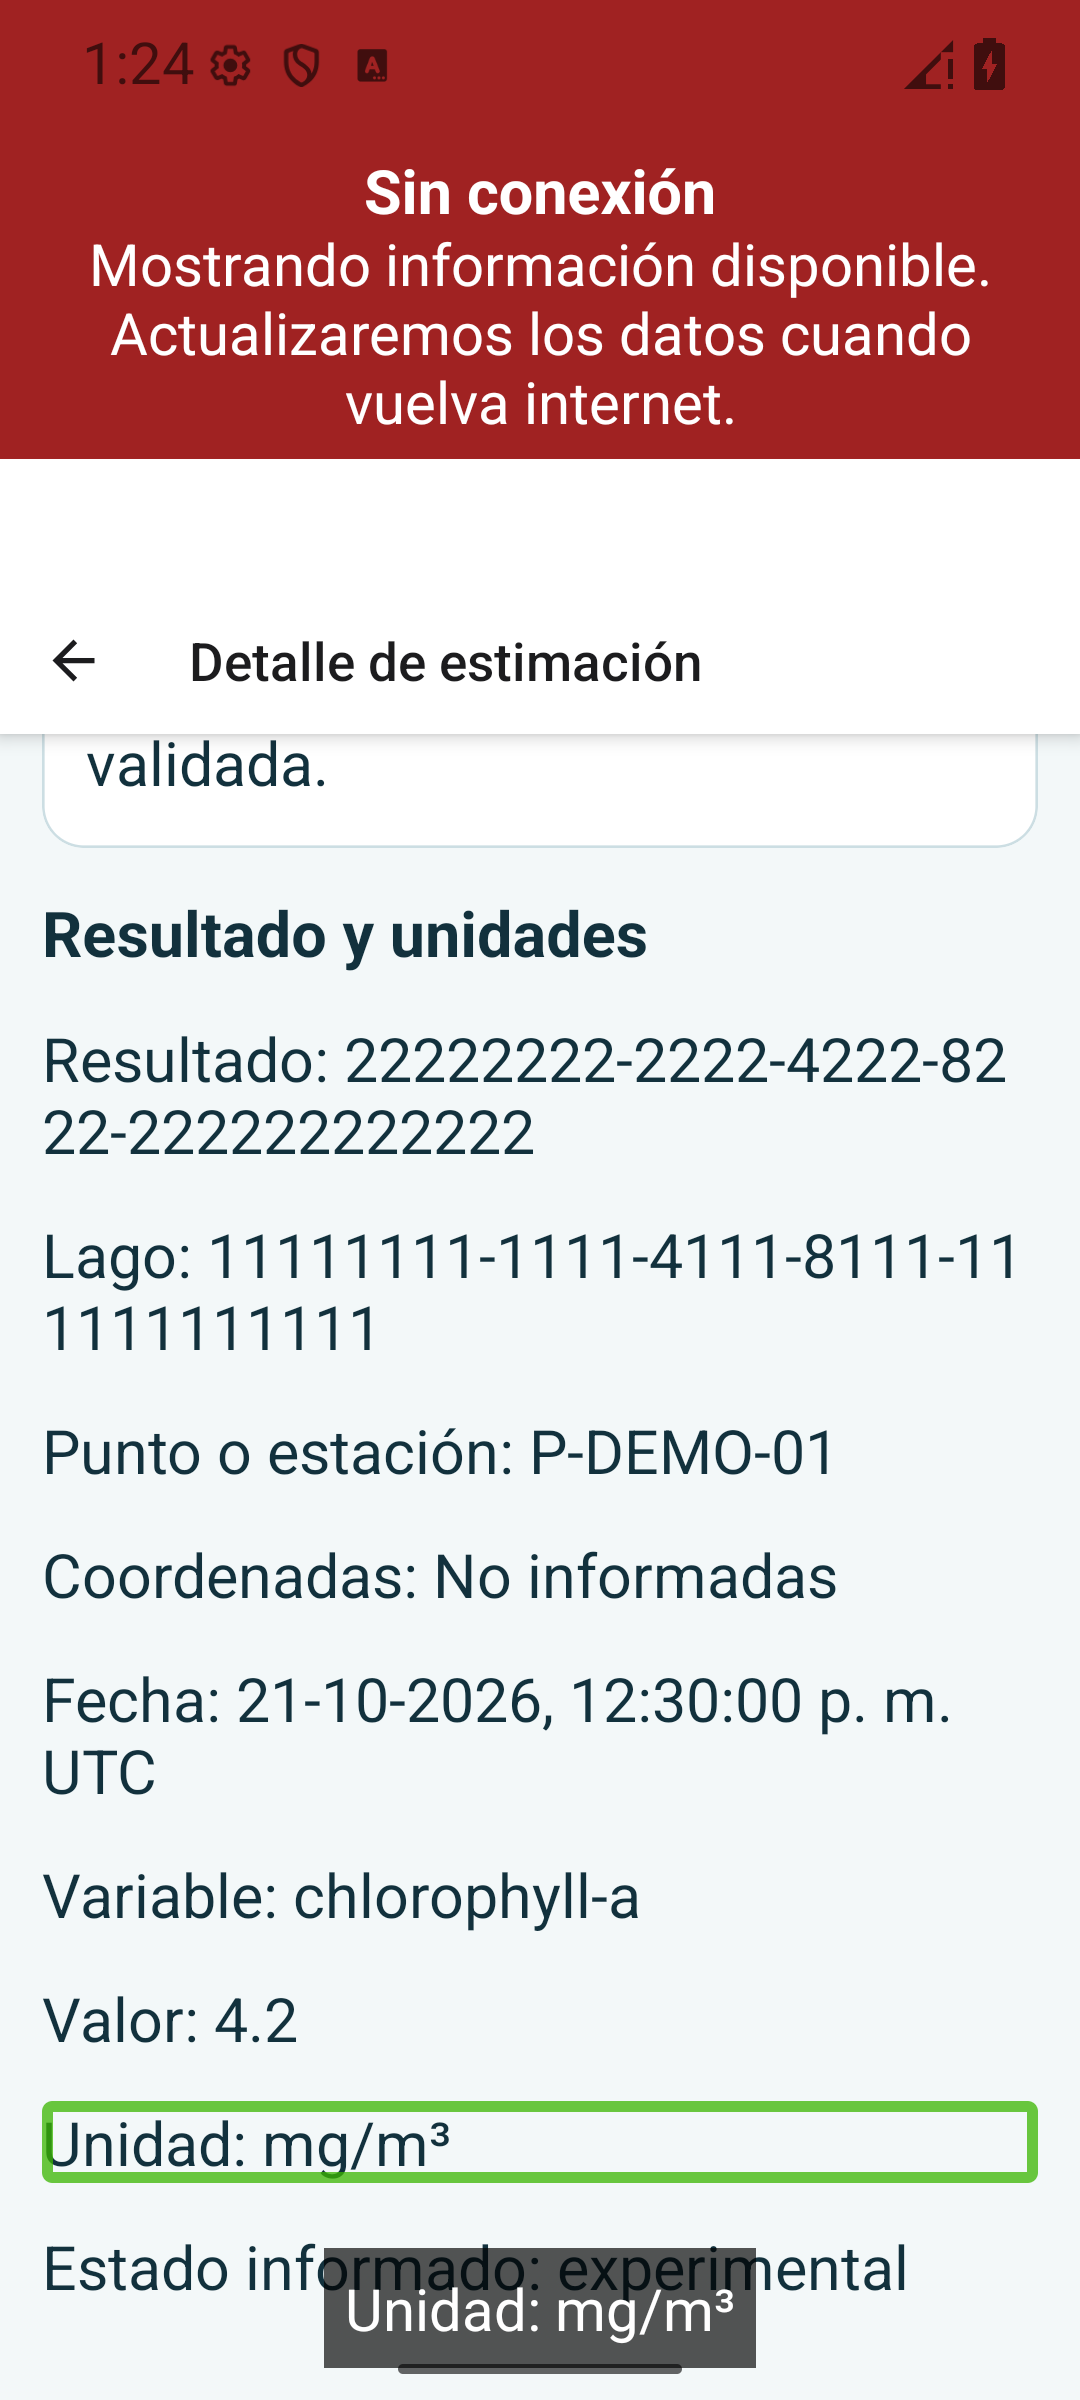 1:24
Sin conexión
Mostrando información disponible.
Actualizaremos los datos cuando
vuelva internet.
Detalle de estimación
validada.
Resultado y unidades
Resultado: 22222222-2222-4222-82
22-222222222222
Lago: 11111111-1111-4111-8111-11
1111111111
Punto o estación: P-DEMO-01
Coordenadas: No informadas
Fecha: 21-10-2026, 12:30:00 p. m.
UTC
Variable: chlorophyll-a
Valor: 4.2
Unidad: mg/m³
Estado informado: experimental
Unidad: mg/m³